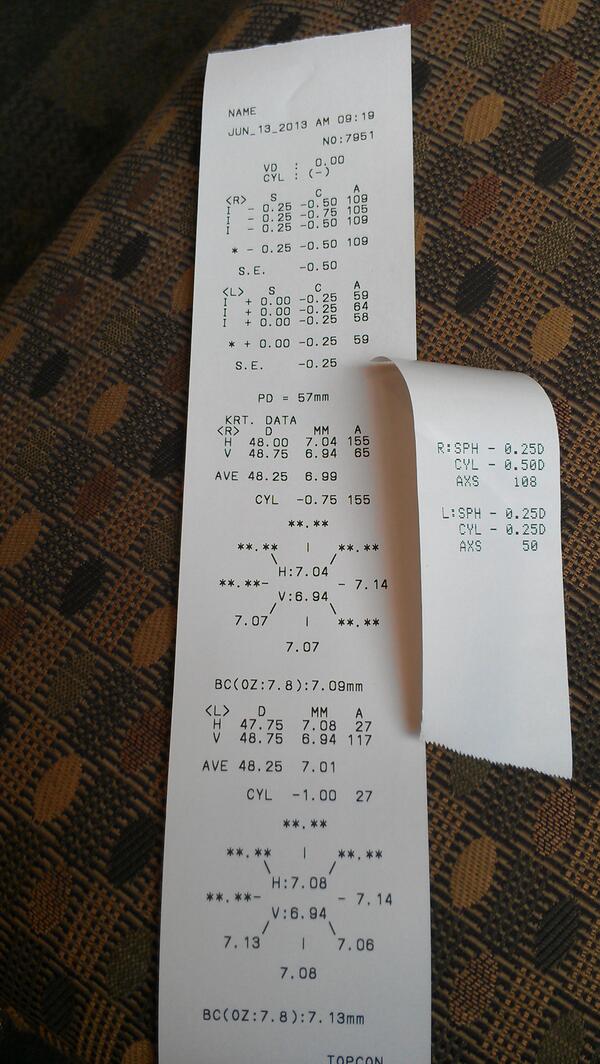 NAME
JUN_13_2013 AM 09:19
NO:7951
VD : 0.00
CYL : (-)
<R> S C A
I - 0.25 -0.50 109
I - 0.25 -0.75 105
I - 0.25 -0.50 109
* - 0.25 -0.50 109
S.E. -0.50
<L> S C A
I + 0.00 -0.25 59
I + 0.00 -0.25 64
I + 0.00 -0.25 58
* + 0.00 -0.25 59
S.E. -0.25
PD = 57mm
KRT. DATA
<R> D MM A
H 48.00 7.04 155
V 48.75 6.94 65
AVE 48.25 6.99
CYL -0.75 155
**.**
**.** | **.**
\ /
H:7.04
**.**- - 7.14
V:6.94
/ \
7.07 | **.**
7.07
BC(OZ:7.8):7.09mm
<L> D MM A
H 47.75 7.08 27
V 48.75 6.94 117
AVE 48.25 7.01
CYL -1.00 27
**.**
**.** | **.**
\ /
H:7.08
**.**- - 7.14
V:6.94
/ \
7.13 | 7.06
7.08
BC(OZ:7.8):7.13mm
TOPCON
R:SPH - 0.25D
CYL - 0.50D
AXS 108
L:SPH - 0.25D
CYL - 0.25D
AXS 50